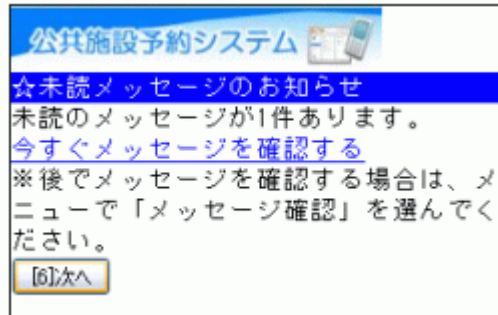 公共施設予約システム
☆未読メッセージのお知らせ
未読のメッセージが1件あります。
今すぐメッセージを確認する
※後でメッセージを確認する場合は、メ
ニューで「メッセージ確認」を選んでく
ださい。
[6]次へ